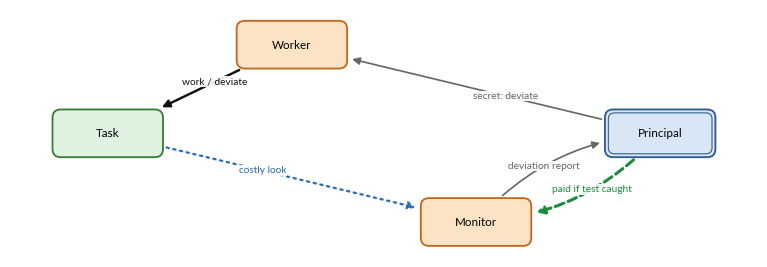 Worker
work / deviate
secret: deviate
Task
Principal
deviation report
costly look
paid if test caught
Monitor